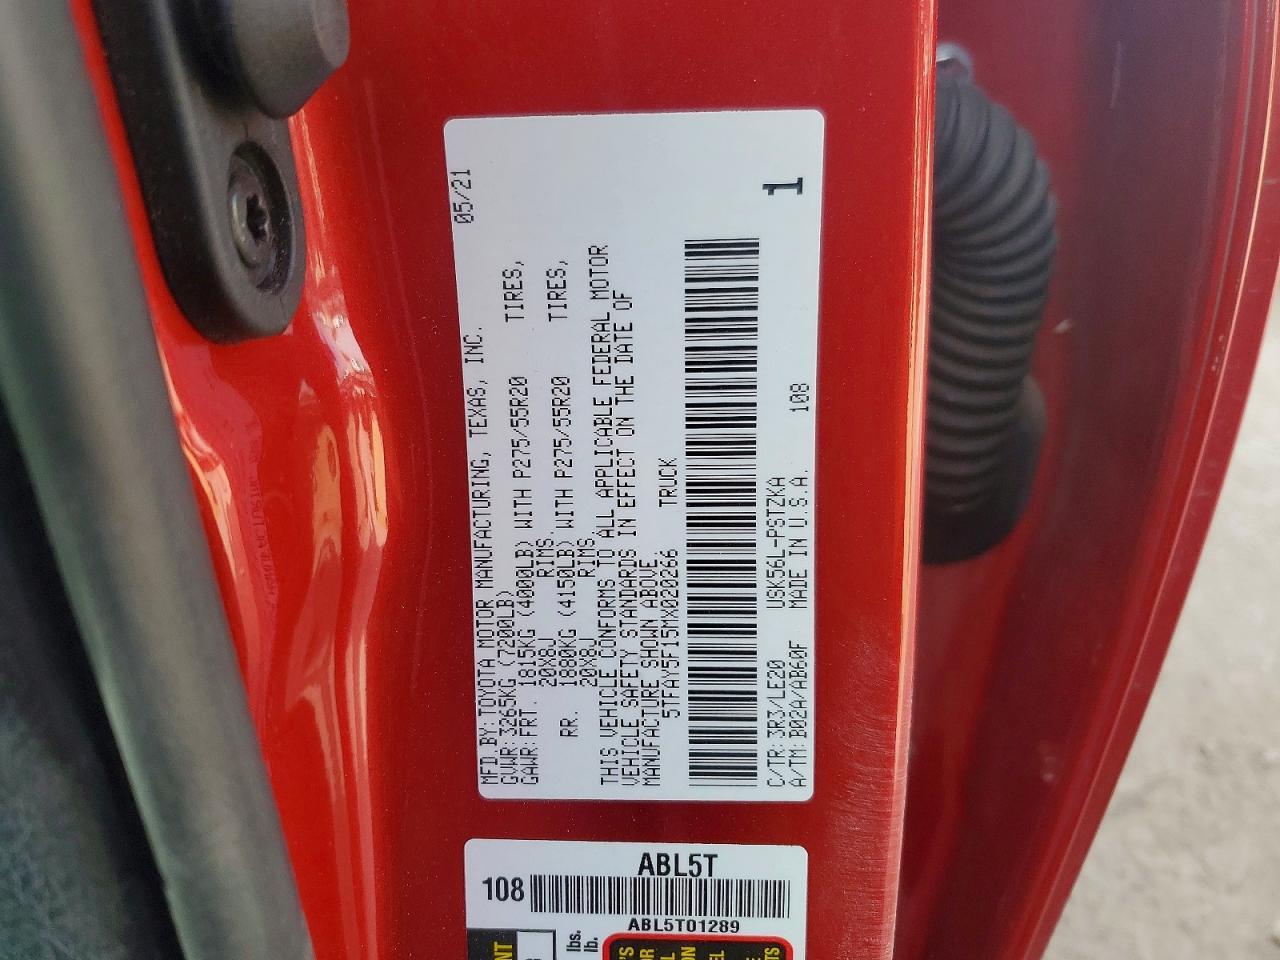 05/21
MFD.BY:TOYOTA MOTOR MANUFACTURING, TEXAS, INC.
GVWR:3265KG(7200LB)
GAWR:FRT. 1815KG (4000LB) WITH P275/55R20 TIRES,
20X8J RIMS.
RR. 1880KG (4150LB) WITH P275/55R20 TIRES,
20X8J RIMS.
THIS VEHICLE CONFORMS TO ALL APPLICABLE FEDERAL MOTOR
VEHICLE SAFETY STANDARDS IN EFFECT ON THE DATE OF
MANUFACTURE SHOWN ABOVE.
5TFAY5F15MX020266 TRUCK
1
C/TR:3R3/LE20 USK56L-PSTZKA
A/TM:B02A/AB60F MADE IN U.S.A. 108
ABL5T
108
ABL5T01289
lbs.
lb.